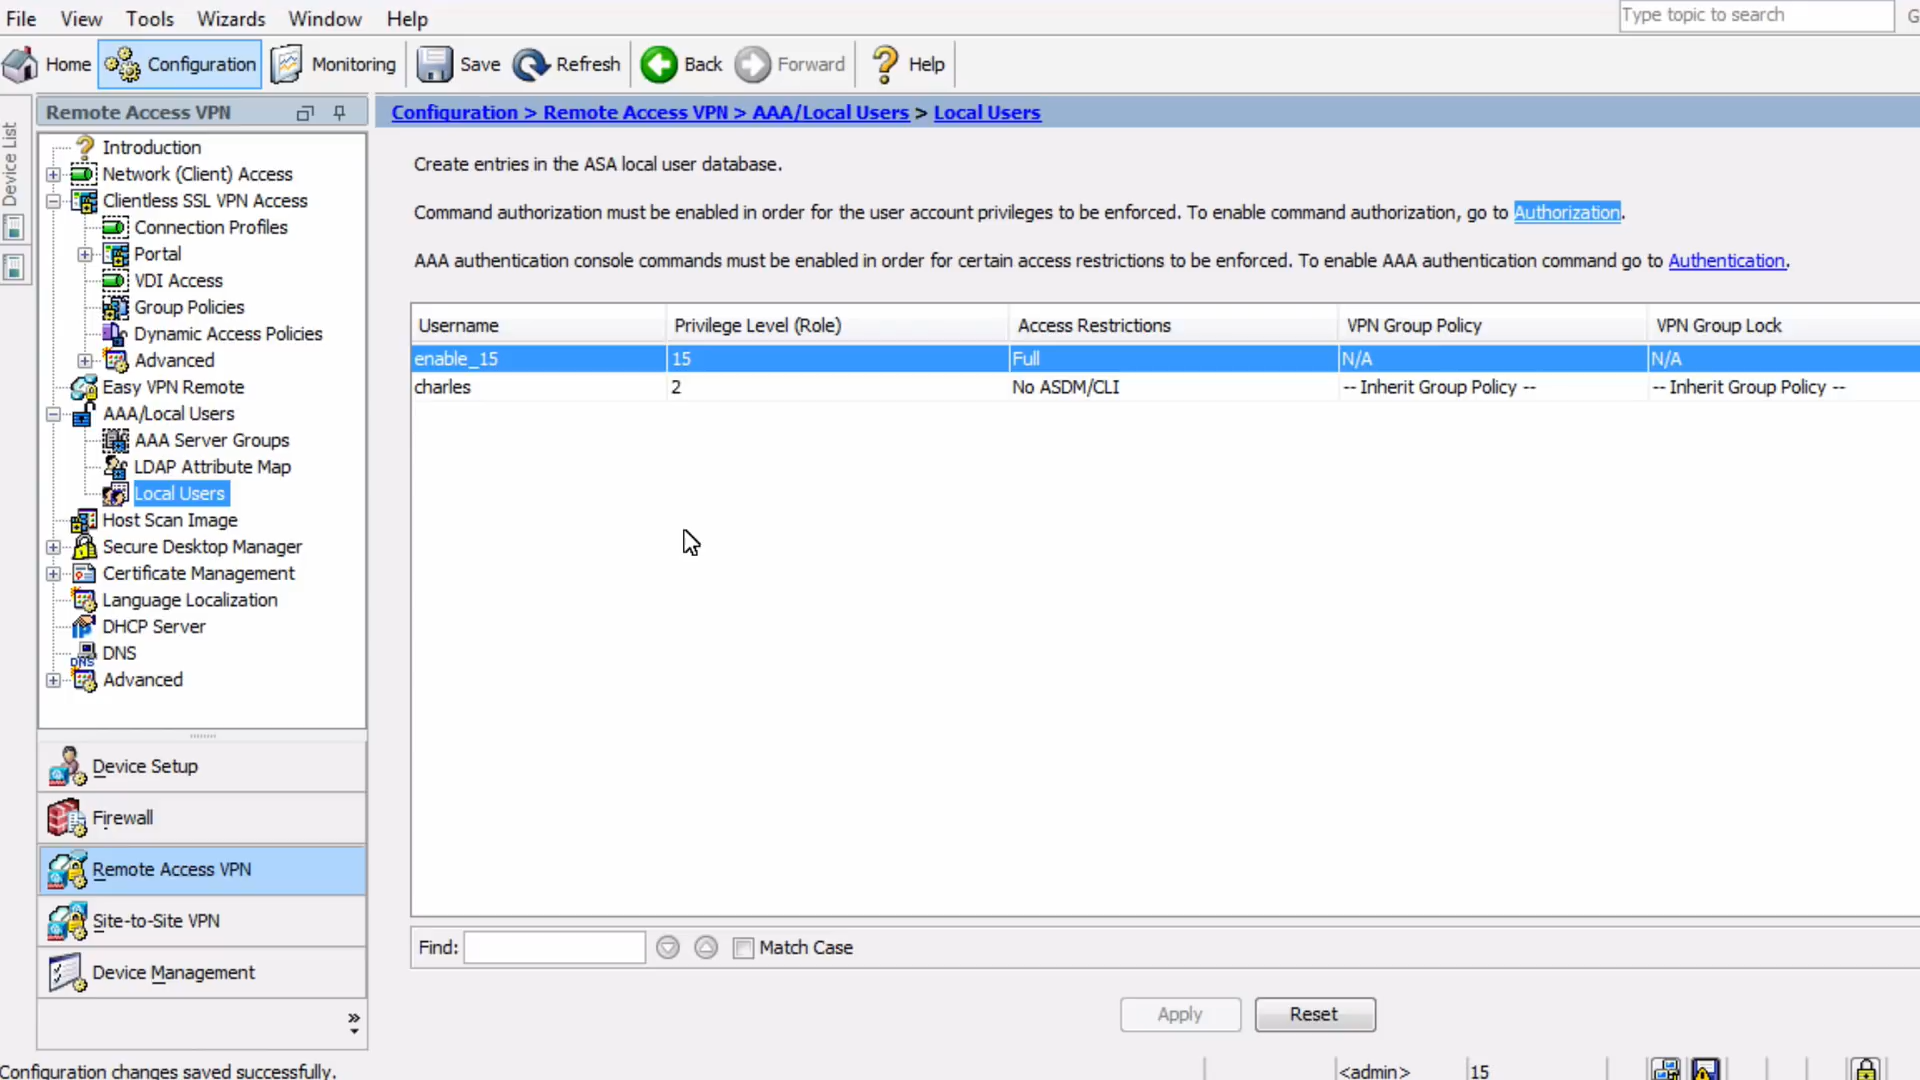 File View Tools Wizards Window Help
Type topic to search
G
Home Configuration Monitoring Save Refresh Back Forward Help
Device List
Remote Access VPN
Introduction
Network (Client) Access
Clientless SSL VPN Access
Connection Profiles
Portal
VDI Access
Group Policies
Dynamic Access Policies
Advanced
Easy VPN Remote
AAA/Local Users
AAA Server Groups
LDAP Attribute Map
Local Users
Host Scan Image
Secure Desktop Manager
Certificate Management
Language Localization
DHCP Server
DNS
Advanced
Device Setup
Firewall
Remote Access VPN
Site-to-Site VPN
Device Management
Configuration > Remote Access VPN > AAA/Local Users > Local Users
Create entries in the ASA local user database.
Command authorization must be enabled in order for the user account privileges to be enforced. To enable command authorization, go to Authorization.
AAA authentication console commands must be enabled in order for certain access restrictions to be enforced. To enable AAA authentication command go to Authentication.
Username Privilege Level (Role) Access Restrictions VPN Group Policy VPN Group Lock
enable_15 15 Full N/A N/A
charles 2 No ASDM/CLI -- Inherit Group Policy -- -- Inherit Group Policy --
Find: Match Case
Apply Reset
Configuration changes saved successfully. <admin> 15